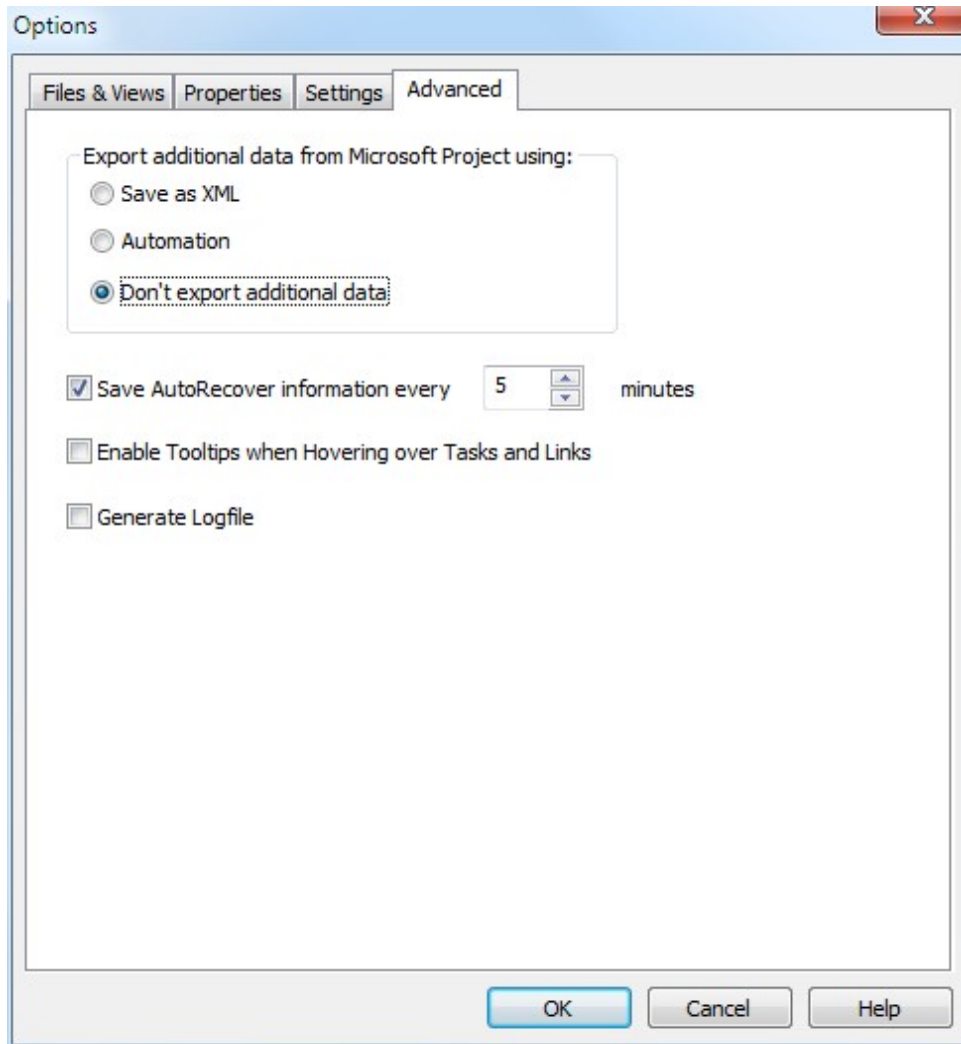 Options
Files & Views Properties Settings Advanced
Export additional data from Microsoft Project using:
Save as XML
Automation
Don't export additional data
Save AutoRecover information every 5 minutes
Enable Tooltips when Hovering over Tasks and Links
Generate Logfile
OK Cancel Help